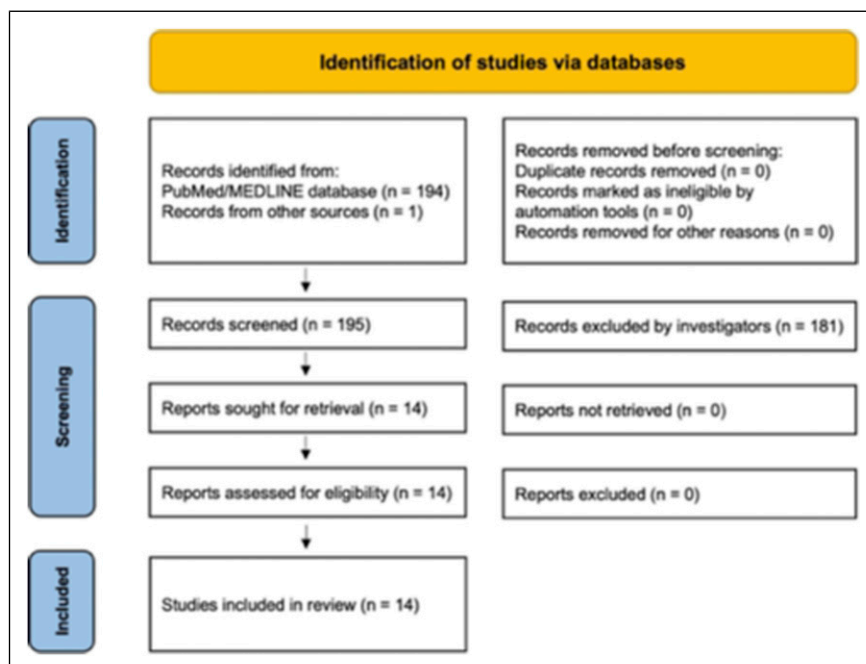 Identification of studies via databases
Identification
Records identified from:
PubMed/MEDLINE database (n = 194)
Records from other sources (n = 1)
Records removed before screening:
Duplicate records removed (n = 0)
Records marked as ineligible by
automation tools (n = 0)
Records removed for other reasons (n = 0)
Screening
Records screened (n = 195)
Records excluded by investigators (n = 181)
Reports sought for retrieval (n = 14)
Reports not retrieved (n = 0)
Reports assessed for eligibility (n = 14)
Reports excluded (n = 0)
Included
Studies included in review (n = 14)